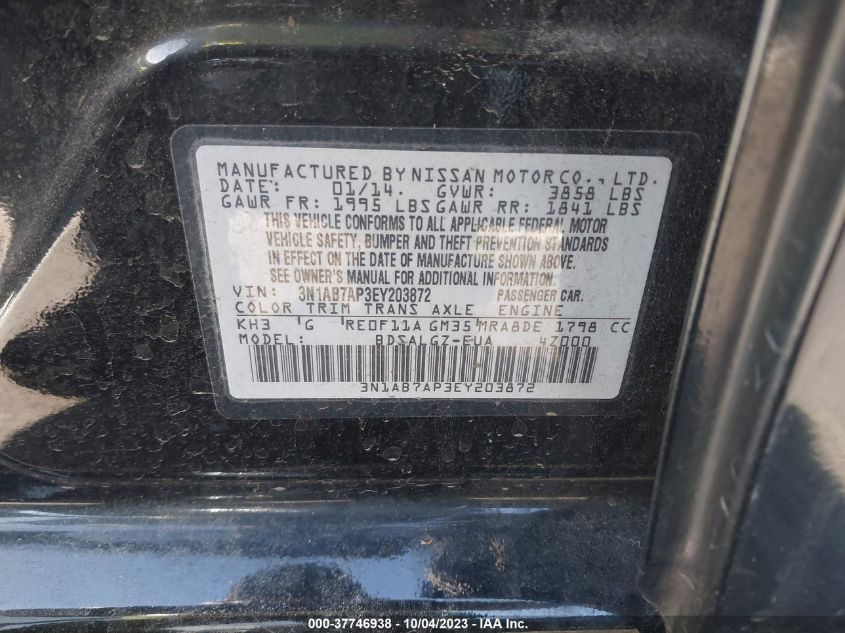 MANUFACTURED BY NISSAN MOTOR CO., LTD.
DATE: 01/14. GVWR: 3858 LBS
GAWR FR: 1995 LBS GAWR RR: 1841 LBS
THIS VEHICLE CONFORMS TO ALL APPLICABLE FEDERAL MOTOR
VEHICLE SAFETY, BUMPER AND THEFT PREVENTION STANDARDS
IN EFFECT ON THE DATE OF MANUFACTURE SHOWN ABOVE.
SEE OWNER'S MANUAL FOR ADDITIONAL INFORMATION.
VIN: 3N1AB7AP3EY203872 PASSENGER CAR.
COLOR TRIM TRANS AXLE ENGINE
KH3 G RE0F11A GM35 MRA8DE 1798 CC
MODEL: BDSALGZ-EUA 4Z000
3N1AB7AP3EY203872
000-37746938 - 10/04/2023 - IAA Inc.